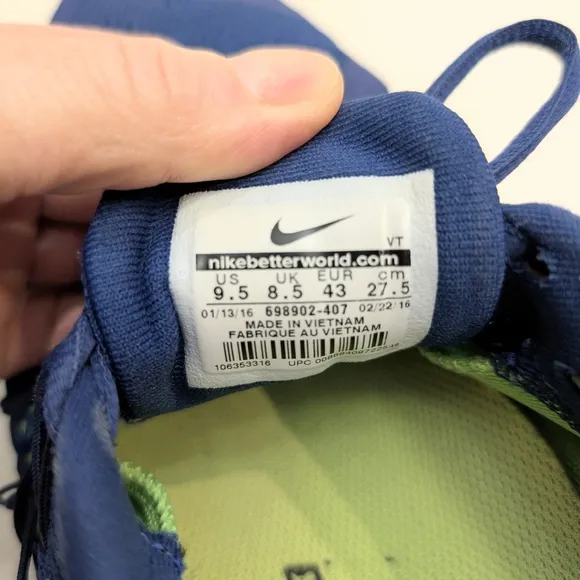 VT
nikebetterworld.com
US UK EUR cm
9.5 8.5 43 27.5
01/13/16 698902-407 02/22/16
MADE IN VIETNAM
FABRIQUE AU VIETNAM
106353316 UPC